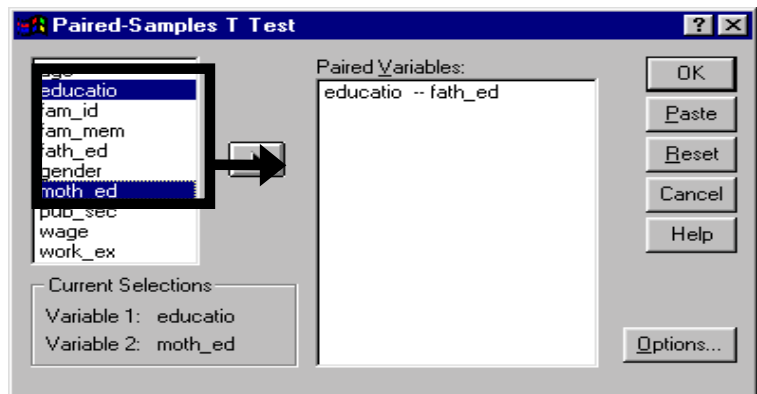 Paired-Samples T Test
age
educatio
fam_id
fam_mem
fath_ed
gender
moth_ed
pub_sec
wage
work_ex
Paired Variables:
educatio -- fath_ed
OK
Paste
Reset
Cancel
Help
Options...
Current Selections
Variable 1: educatio
Variable 2: moth_ed